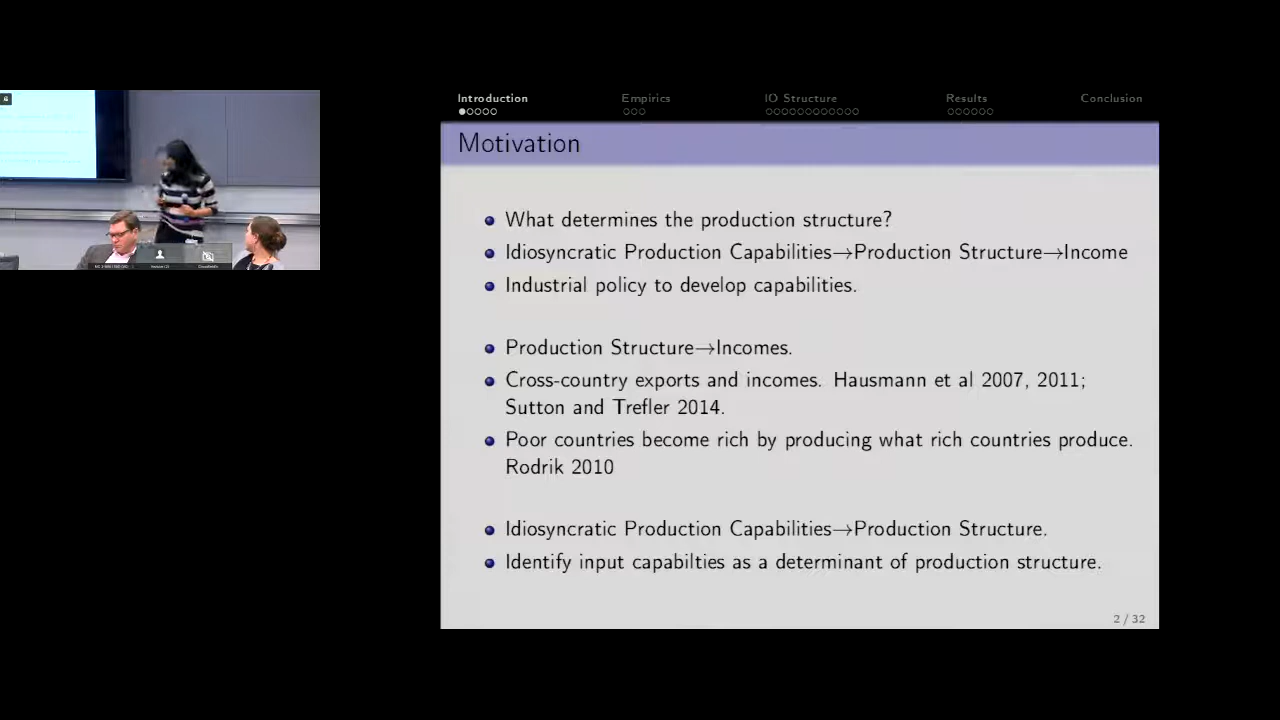 Introduction Empirics IO Structure Results Conclusion
Motivation
What determines the production structure?
Idiosyncratic Production Capabilities→Production Structure→Income
Industrial policy to develop capabilities.
Production Structure→Incomes.
Cross-country exports and incomes. Hausmann et al 2007, 2011;
Sutton and Trefler 2014.
Poor countries become rich by producing what rich countries produce.
Rodrik 2010
Idiosyncratic Production Capabilities→Production Structure.
Identify input capabilties as a determinant of production structure.
2 / 32